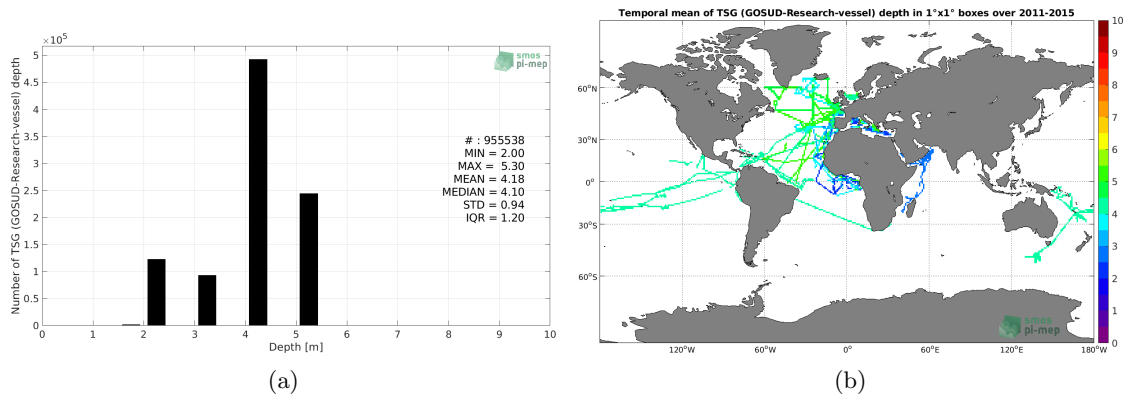 ×10⁵
5
4.5
4
3.5
3
2.5
2
1.5
1
0.5
0
0 1 2 3 4 5 6 7 8 9 10
Depth [m]
Number of TSG (GOSUD-Research-vessel) depth
smos
pi-mep
# : 955538
MIN = 2.00
MAX = 5.30
MEAN = 4.18
MEDIAN = 4.10
STD = 0.94
IQR = 1.20
(a)
Temporal mean of TSG (GOSUD-Research-vessel) depth in 1°x1° boxes over 2011-2015
60°N
30°N
0°
30°S
60°S
120°W 60°W 0° 60°E 120°E 180°W
smos
pi-mep
10
9
8
7
6
5
4
3
2
1
0
(b)